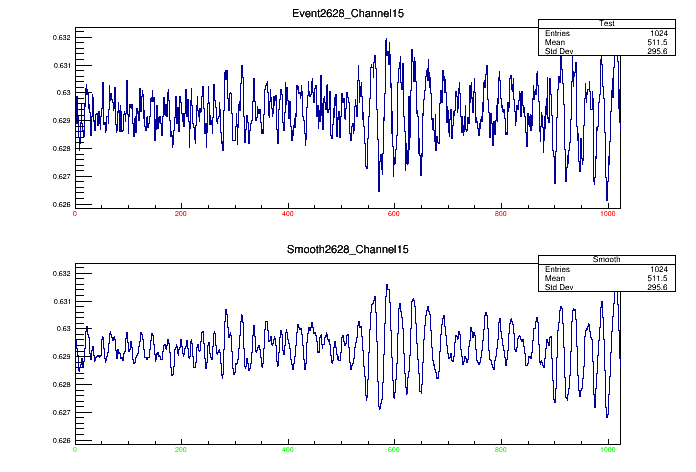 Event2628_Channel15
Test
Entries 1024
Mean 511.5
Std Dev 295.6
0.632
0.631
0.63
0.629
0.628
0.627
0.626
0 200 400 600 800 1000
Smooth2628_Channel15
Smooth
Entries 1024
Mean 511.5
Std Dev 295.6
0.632
0.631
0.63
0.629
0.628
0.627
0.626
0 200 400 600 800 1000